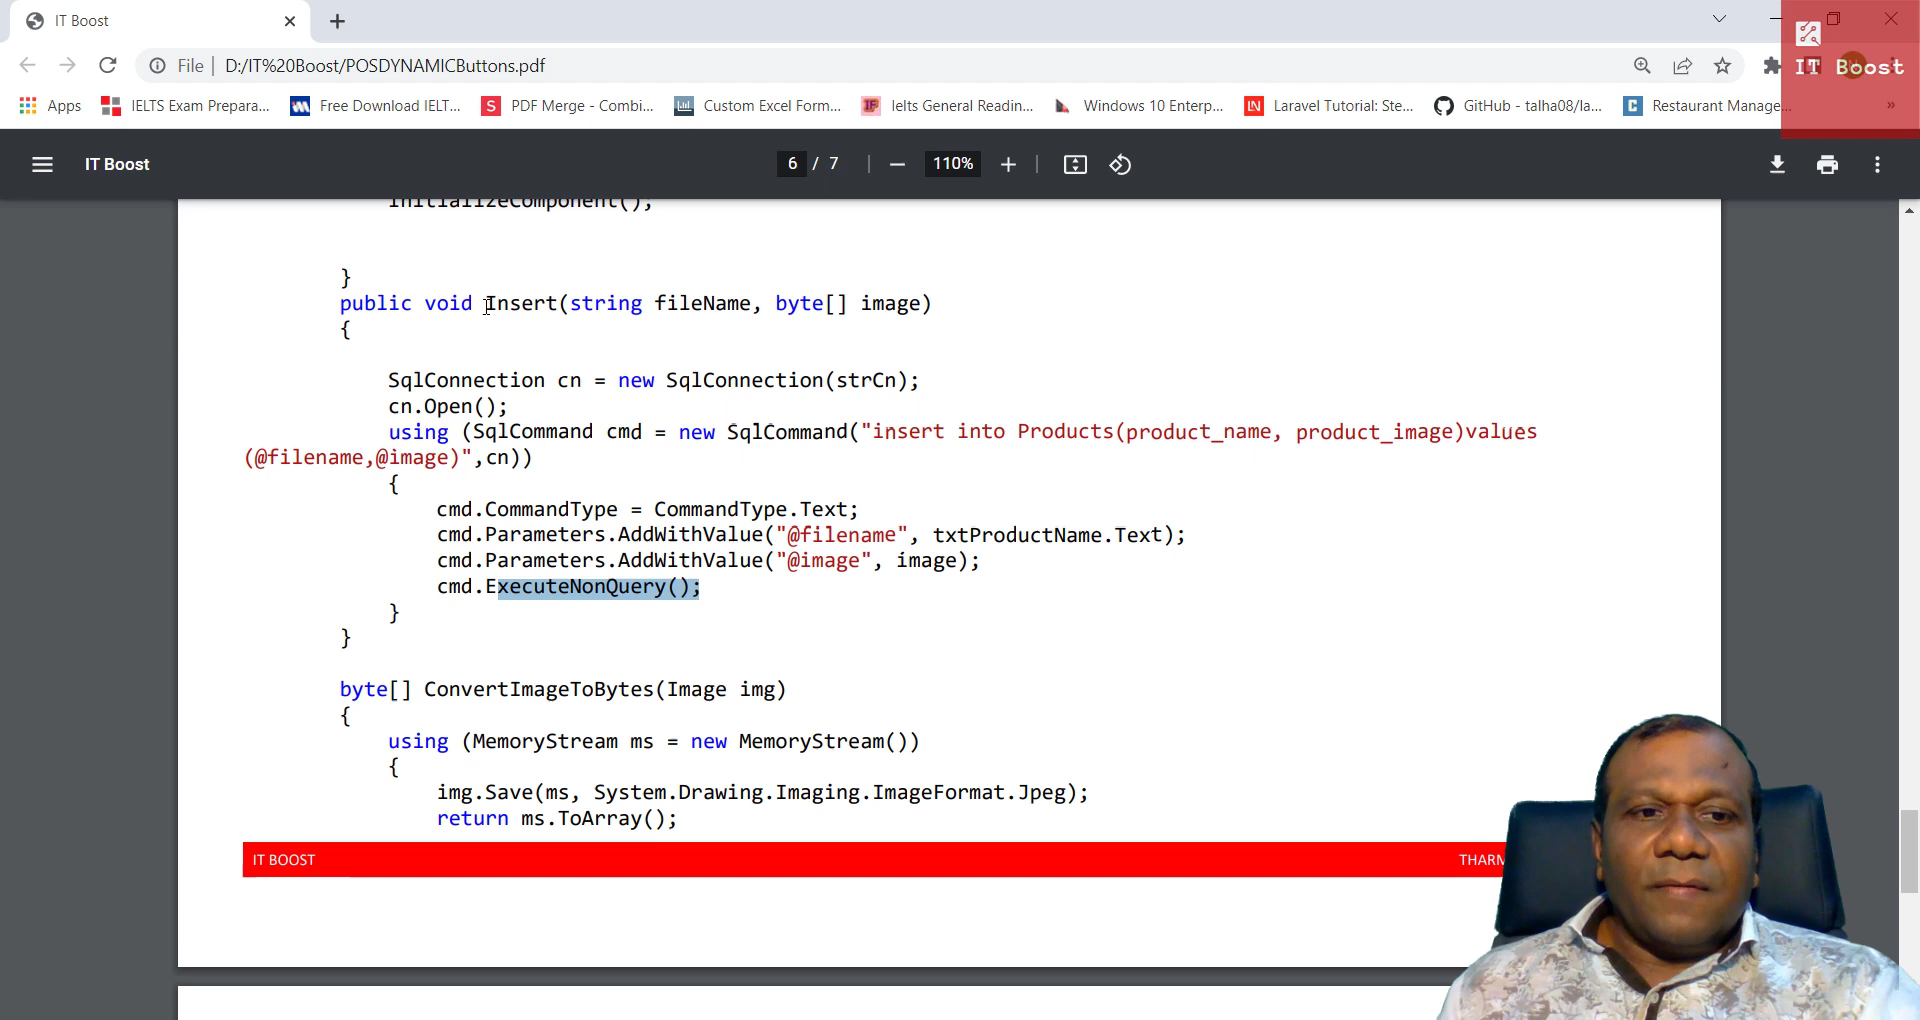 IT Boost
File D:/IT%20Boost/POSDYNAMICButtons.pdf
IT Boost
Apps IELTS Exam Prepara... Free Download IELT... PDF Merge - Combi... Custom Excel Form... Ielts General Readin... Windows 10 Enterp... Laravel Tutorial: Ste... GitHub - talha08/la... Restaurant Manage... »
IT Boost 6 / 7 110%
InitializeComponent();
}
public void Insert(string fileName, byte[] image)
{
SqlConnection cn = new SqlConnection(strCn);
cn.Open();
using (SqlCommand cmd = new SqlCommand("insert into Products(product_name, product_image)values
(@filename,@image)",cn))
{
cmd.CommandType = CommandType.Text;
cmd.Parameters.AddWithValue("@filename", txtProductName.Text);
cmd.Parameters.AddWithValue("@image", image);
cmd.ExecuteNonQuery();
}
}
byte[] ConvertImageToBytes(Image img)
{
using (MemoryStream ms = new MemoryStream())
{
img.Save(ms, System.Drawing.Imaging.ImageFormat.Jpeg);
return ms.ToArray();
IT BOOST THARM